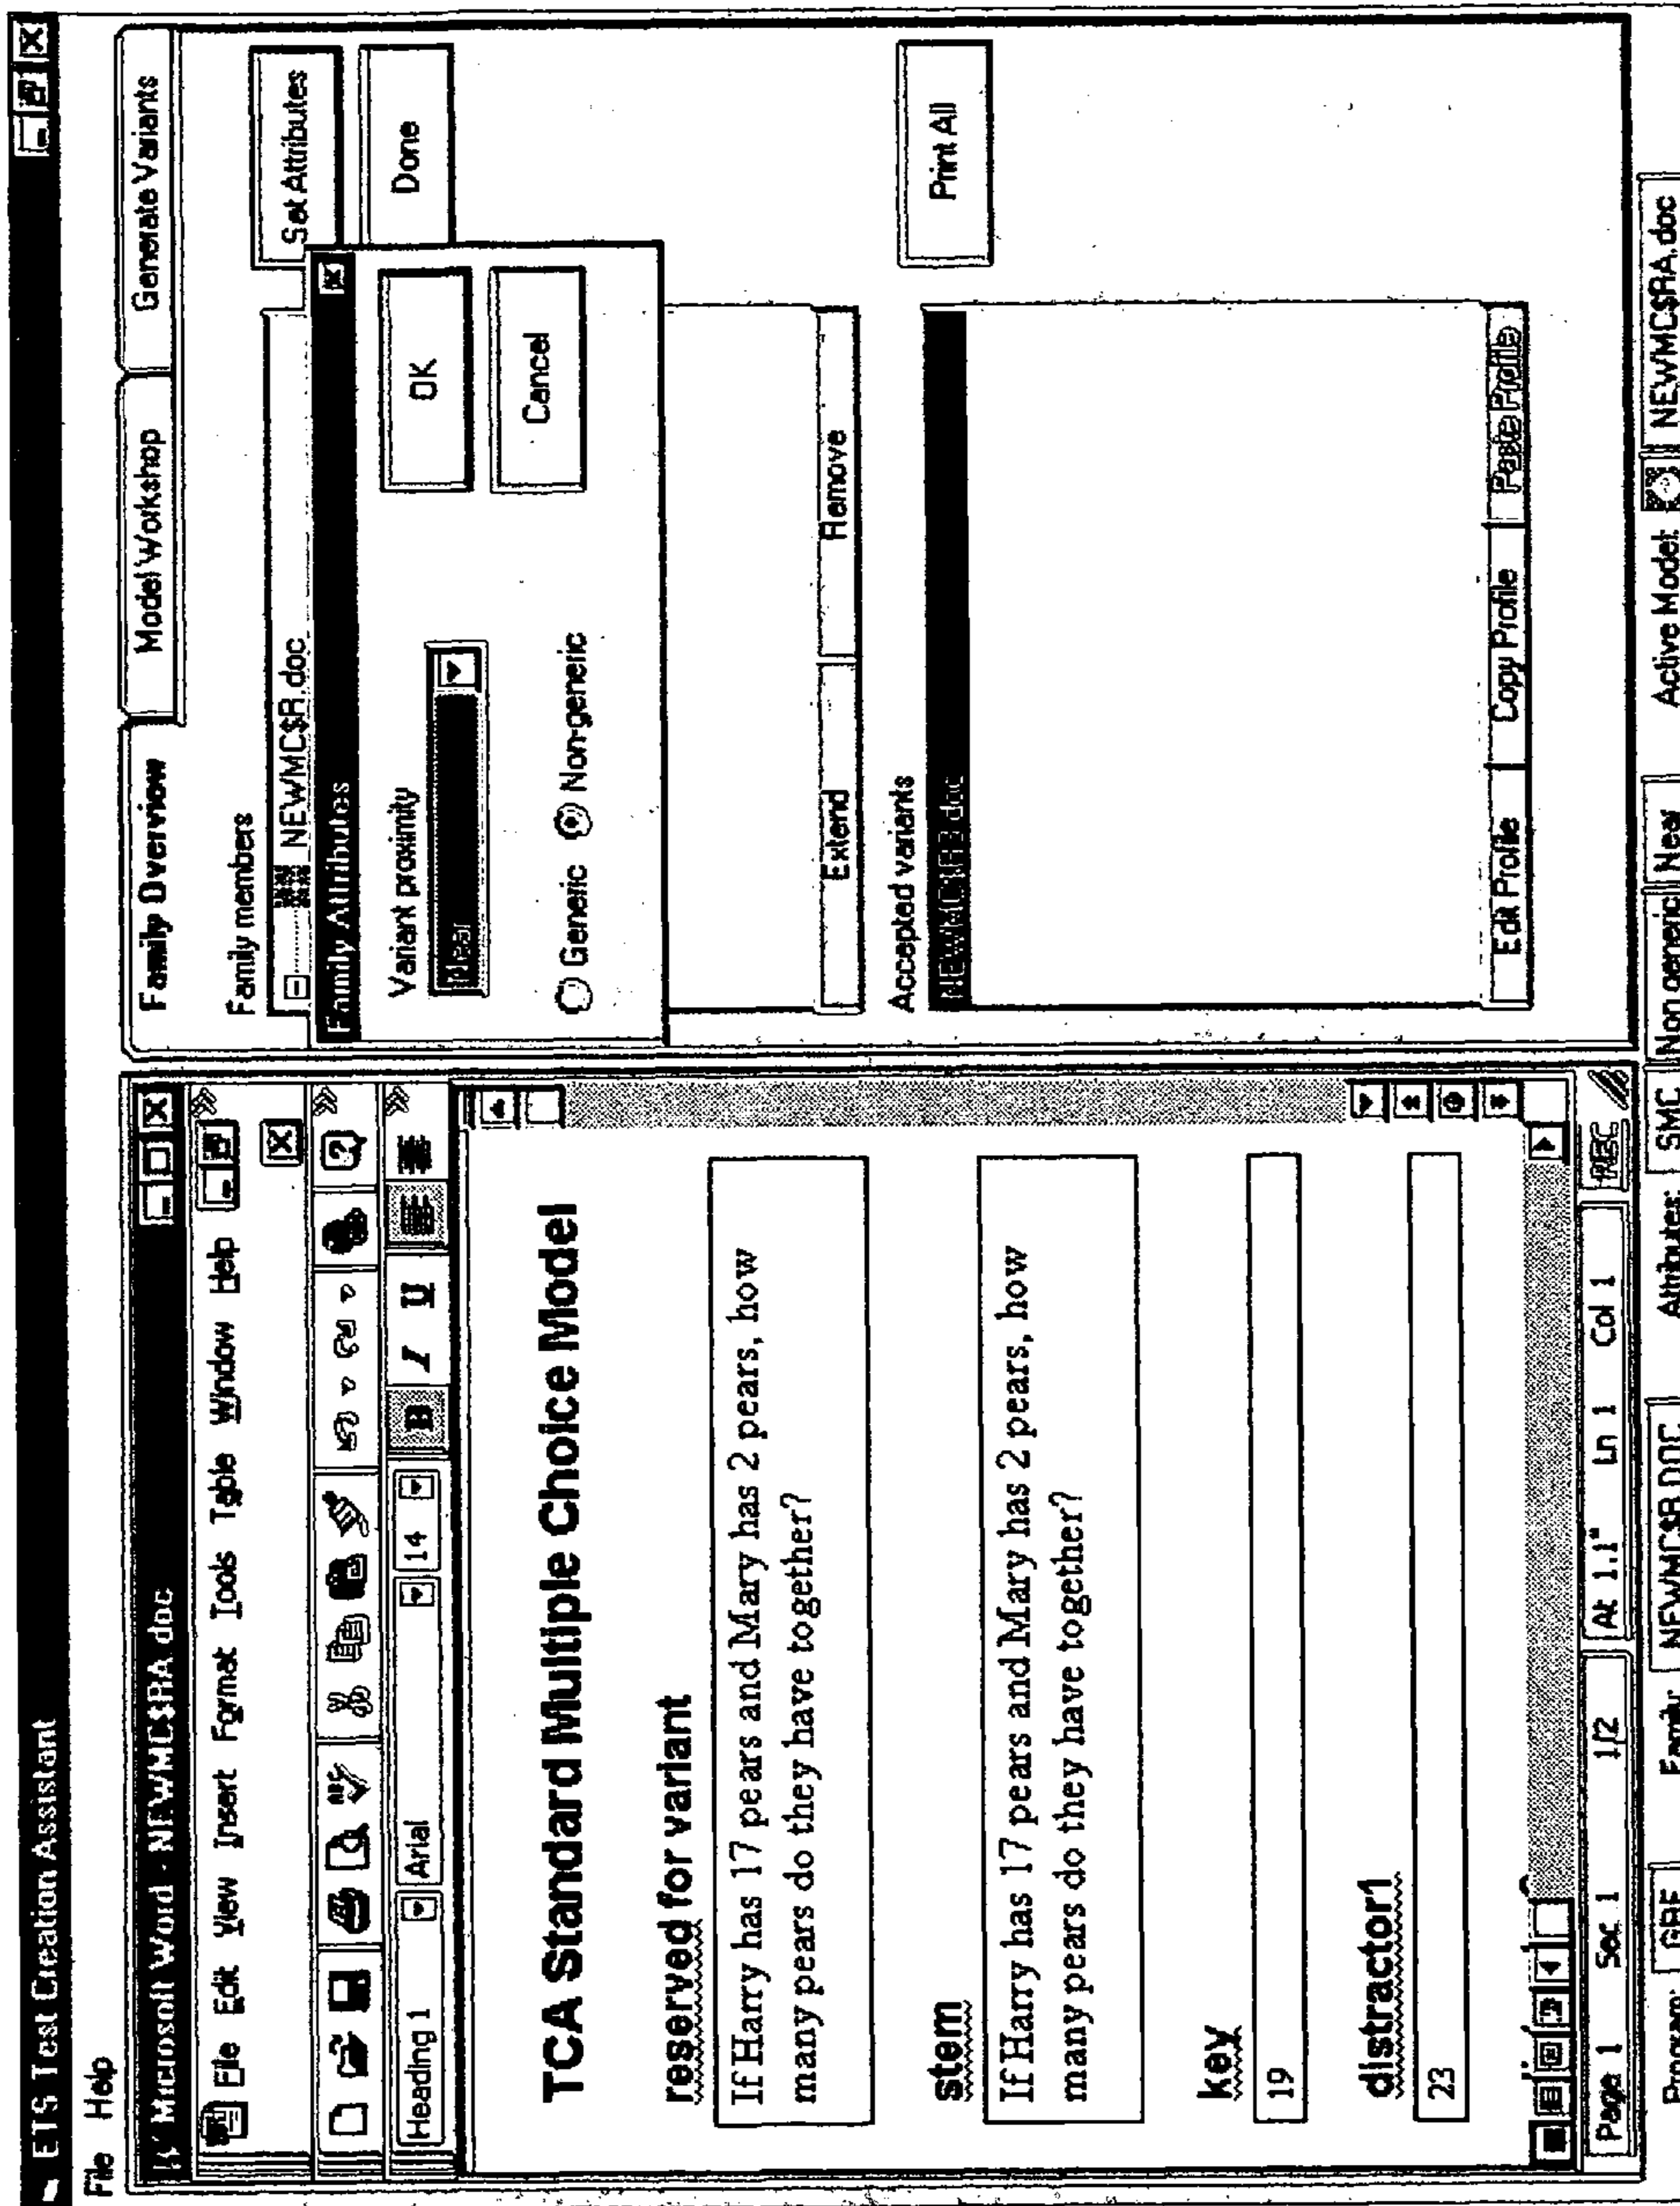 ETS Test Creation Assistant
File Help
Microsoft Word - NEWMC$RA.doc
File Edit View Insert Format Tools Table Window Help
Heading 1 Arial 14 B I U
TCA Standard Multiple Choice Model
reserved for variant
If Harry has 17 pears and Mary has 2 pears, how
many pears do they have together?
stem
If Harry has 17 pears and Mary has 2 pears, how
many pears do they have together?
key
19
distractor1
23
Page 1 Sec 1 1/2 At 1.1" Ln 1 Col 1 REC
Family Overview Model Workshop Generate Variants
Family members
NEWMC$R.doc
Set Attributes
Done
Family Attributes
Variant proximity
Near
Generic Non-generic
OK
Cancel
Extend Remove
Accepted variants
Print All
Edit Profile Copy Profile Paste Profile
Program: GRE Family: NEWMC$R.DOC Attributes: SMC Non generic Near Active Model: NEWMC$RA.doc